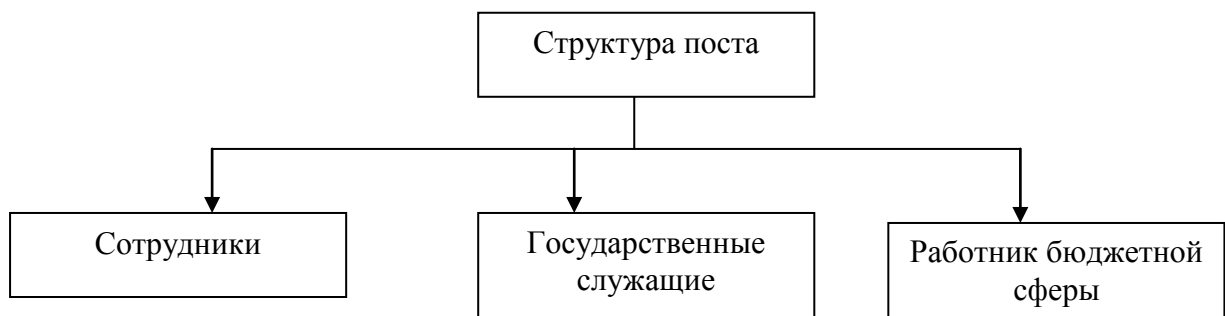 Структура поста
Сотрудники
Государственные
служащие
Работник бюджетной
сферы